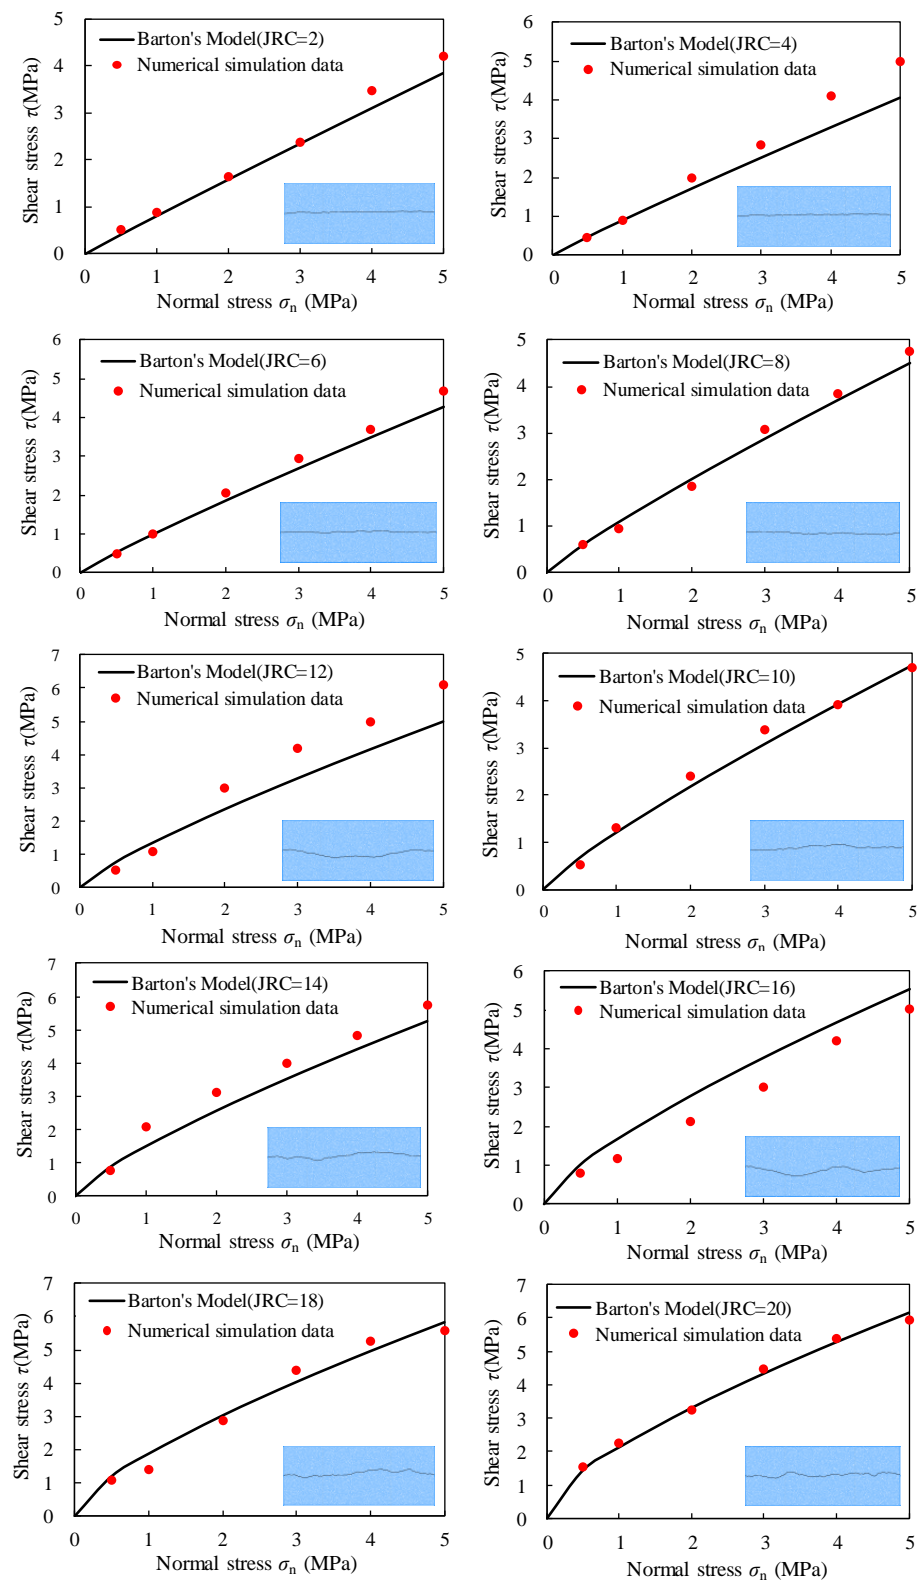 5
4
3
2
1
0
Shear stress τ(MPa)
Barton's Model(JRC=2)
Numerical simulation data
0 1 2 3 4 5
Normal stress σn (MPa)
6
5
4
3
2
1
0
Shear stress τ(MPa)
Barton's Model(JRC=4)
Numerical simulation data
0 1 2 3 4 5
Normal stress σn (MPa)
6
5
4
3
2
1
0
Shear stress τ(MPa)
Barton's Model(JRC=6)
Numerical simulation data
0 1 2 3 4 5
Normal stress σn (MPa)
5
4
3
2
1
0
Shear stress τ(MPa)
Barton's Model(JRC=8)
Numerical simulation data
0 1 2 3 4 5
Normal stress σn (MPa)
7
6
5
4
3
2
1
0
Shear stress τ(MPa)
Barton's Model(JRC=12)
Numerical simulation data
0 1 2 3 4 5
Normal stress σn (MPa)
5
4
3
2
1
0
Shear stress τ(MPa)
Barton's Model(JRC=10)
Numerical simulation data
0 1 2 3 4 5
Normal stress σn (MPa)
7
6
5
4
3
2
1
0
Shear stress τ(MPa)
Barton's Model(JRC=14)
Numerical simulation data
0 1 2 3 4 5
Normal stress σn (MPa)
6
5
4
3
2
1
0
Shear stress τ(MPa)
Barton's Model(JRC=16)
Numerical simulation data
0 1 2 3 4 5
Normal stress σn (MPa)
7
6
5
4
3
2
1
0
Shear stress τ(MPa)
Barton's Model(JRC=18)
Numerical simulation data
0 1 2 3 4 5
Normal stress σn (MPa)
7
6
5
4
3
2
1
0
Shear stress τ(MPa)
Barton's Model(JRC=20)
Numerical simulation data
0 1 2 3 4 5
Normal stress σn (MPa)